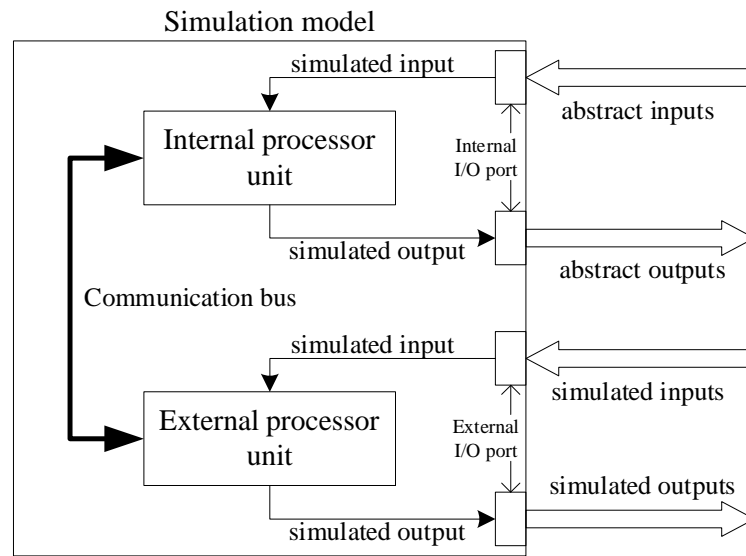 Simulation model
simulated input
abstract inputs
Internal processor
unit
Internal
I/O port
simulated output
abstract outputs
Communication bus
simulated input
simulated inputs
External processor
unit
External
I/O port
simulated outputs
simulated output